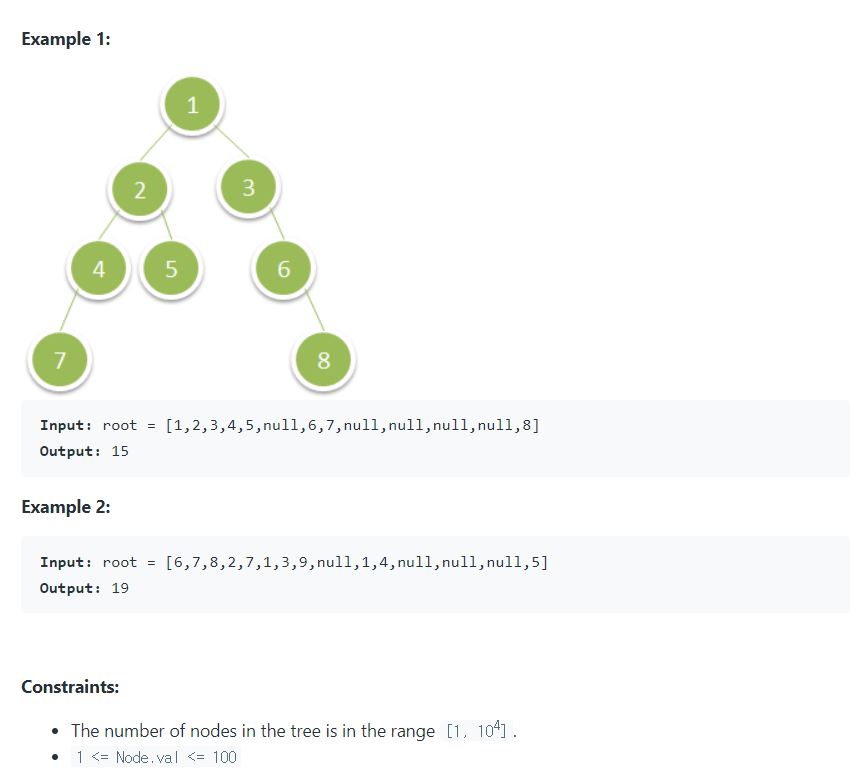 Example 1:
1
2 3
4 5 6
7 8
Input: root = [1,2,3,4,5,null,6,7,null,null,null,null,8]
Output: 15
Example 2:
Input: root = [6,7,8,2,7,1,3,9,null,1,4,null,null,null,5]
Output: 19
Constraints:
• The number of nodes in the tree is in the range [1, 10⁴] .
• 1 <= Node.val <= 100